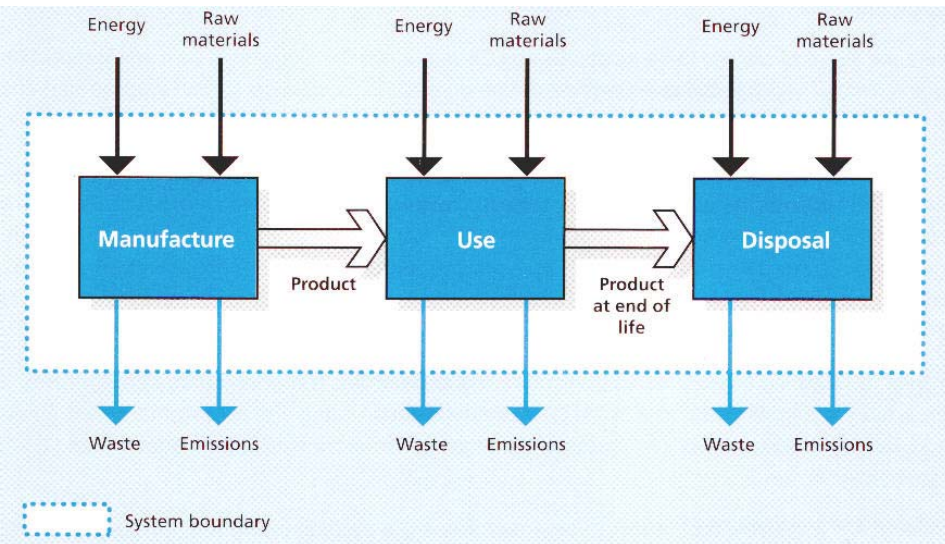 Energy
Raw
materials
Energy
Raw
materials
Energy
Raw
materials
Manufacture
Use
Disposal
Product
Product
at end of
life
Waste
Emissions
Waste
Emissions
Waste
Emissions
System boundary